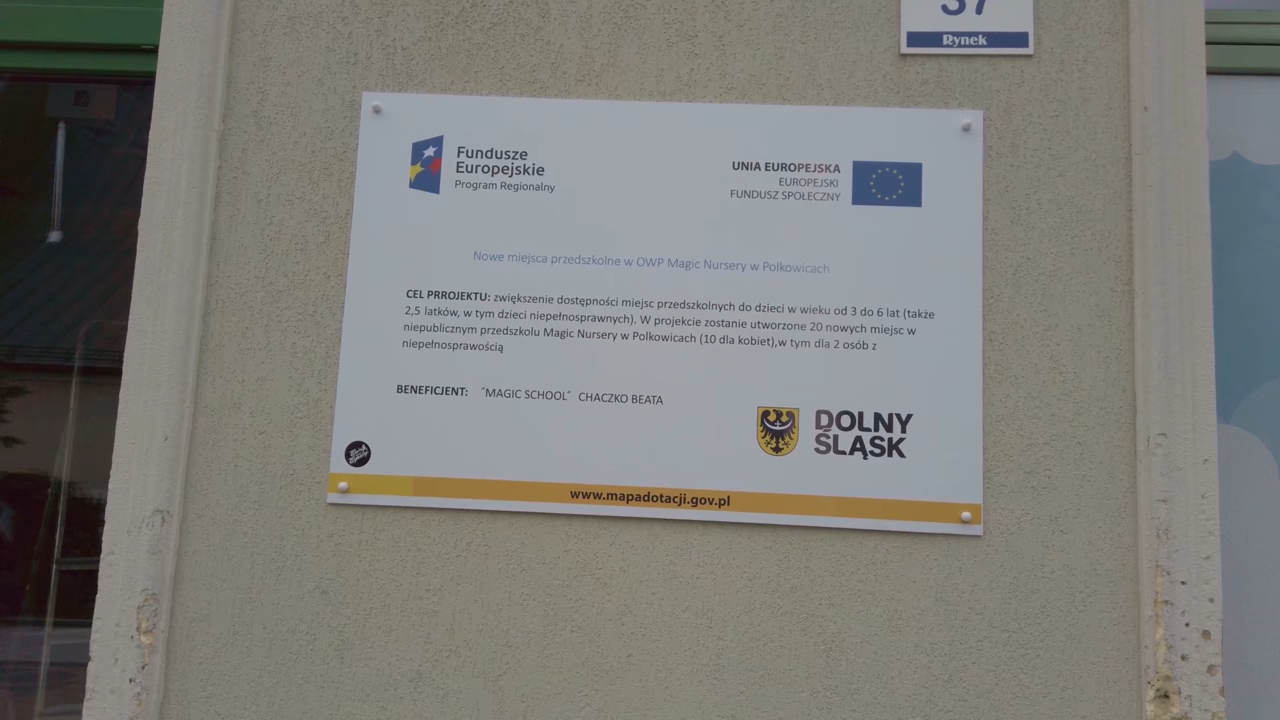 37
Rynek
Fundusze
Europejskie
Program Regionalny
UNIA EUROPEJSKA
EUROPEJSKI
FUNDUSZ SPOŁECZNY
Nowe miejsca przedszkolne w OWP Magic Nursery w Polkowicach
CEL PRROJEKTU: zwiększenie dostępności miejsc przedszkolnych do dzieci w wieku od 3 do 6 lat (także
2,5 latków, w tym dzieci niepełnosprawnych). W projekcie zostanie utworzone 20 nowych miejsc w
niepublicznym przedszkolu Magic Nursery w Polkowicach (10 dla kobiet),w tym dla 2 osób z
niepełnosprawością
BENEFICJENT: "MAGIC SCHOOL" CHACZKO BEATA
DOLNY
ŚLĄSK
www.mapadotacji.gov.pl